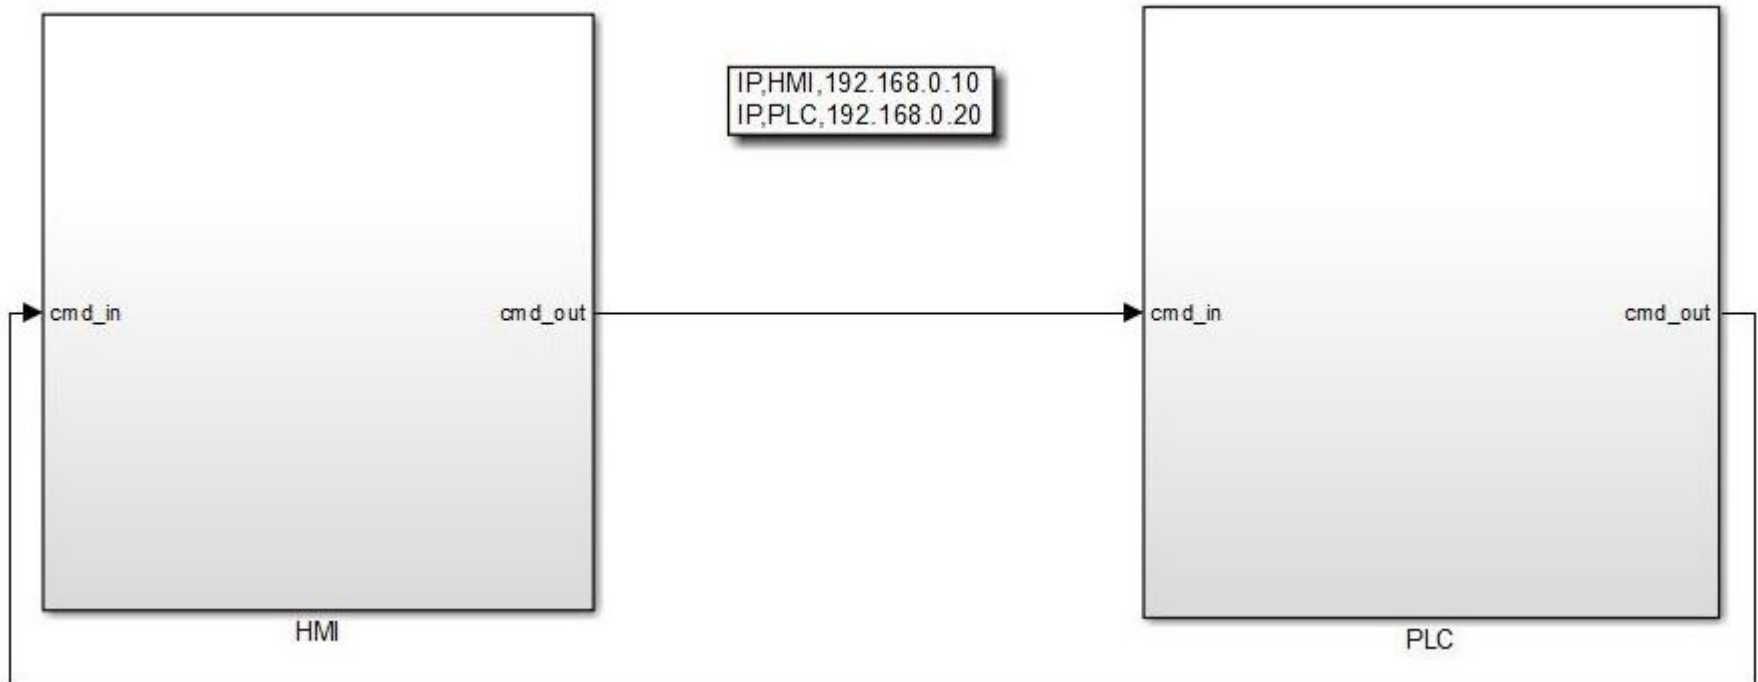 IP,HMI,192.168.0.10
IP,PLC,192.168.0.20
cmd_in
cmd_out
cmd_in
cmd_out
HMI
PLC